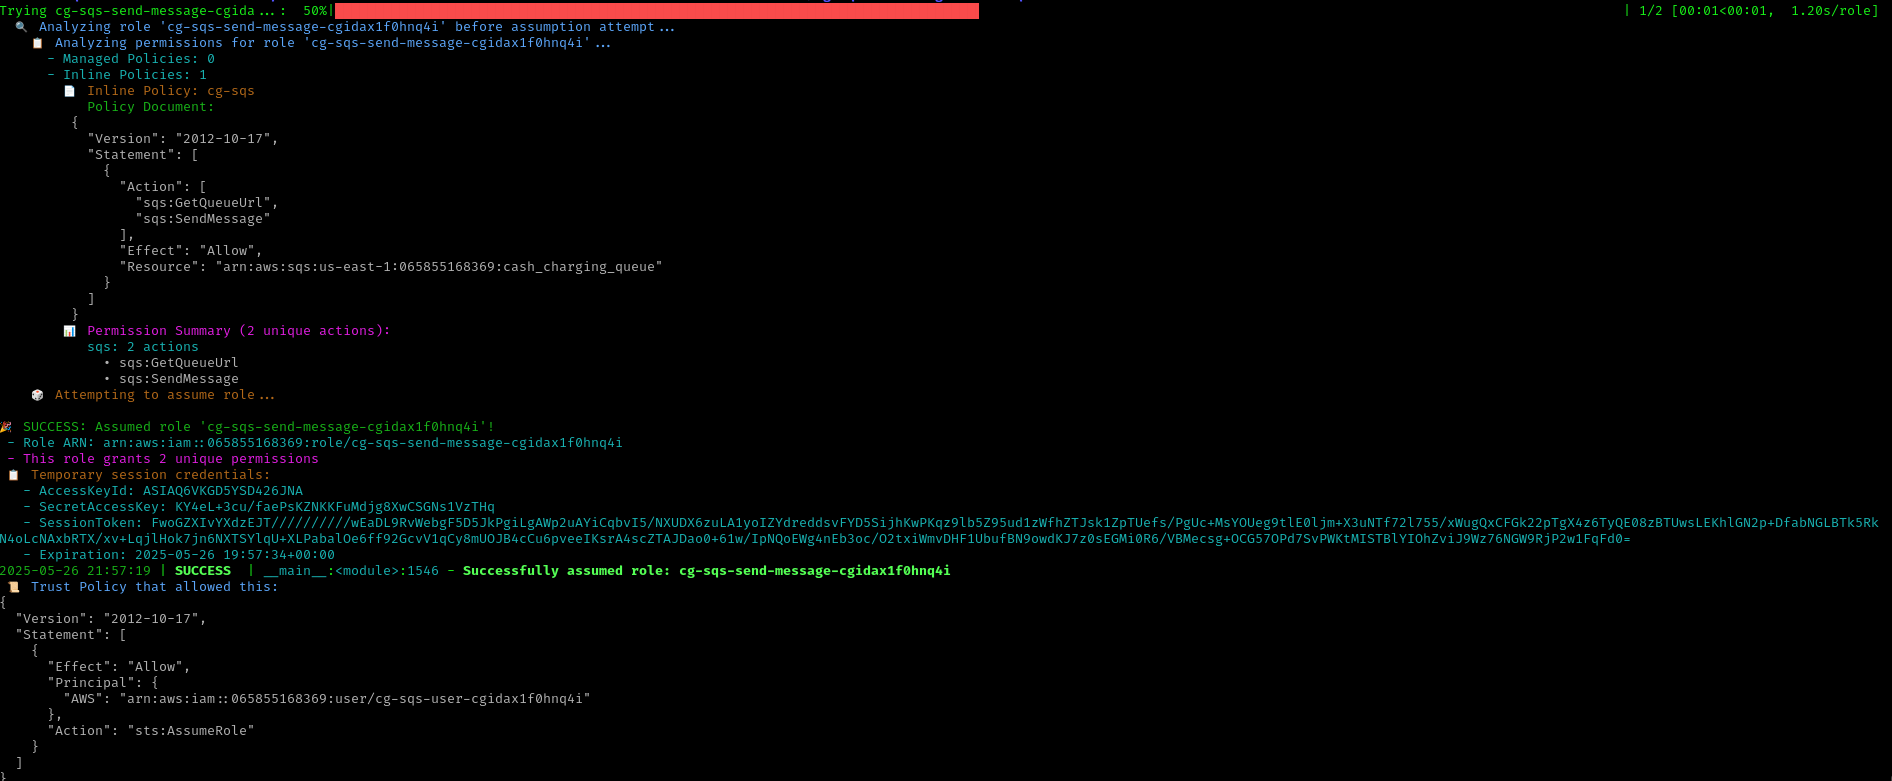 Trying cg-sqs-send-message-cgida...:  50%| | 1/2 [00:01<00:01,  1.20s/role]
🔍 Analyzing role 'cg-sqs-send-message-cgidax1f0hnq4i' before assumption attempt...
📋 Analyzing permissions for role 'cg-sqs-send-message-cgidax1f0hnq4i'...
- Managed Policies: 0
- Inline Policies: 1
📄 Inline Policy: cg-sqs
Policy Document:
{
"Version": "2012-10-17",
"Statement": [
{
"Action": [
"sqs:GetQueueUrl",
"sqs:SendMessage"
],
"Effect": "Allow",
"Resource": "arn:aws:sqs:us-east-1:065855168369:cash_charging_queue"
}
]
}
📊 Permission Summary (2 unique actions):
sqs: 2 actions
• sqs:GetQueueUrl
• sqs:SendMessage
🎲 Attempting to assume role...
🎉 SUCCESS: Assumed role 'cg-sqs-send-message-cgidax1f0hnq4i'!
- Role ARN: arn:aws:iam::065855168369:role/cg-sqs-send-message-cgidax1f0hnq4i
- This role grants 2 unique permissions
📋 Temporary session credentials:
- AccessKeyId: ASIAQ6VKGD5YSD426JNA
- SecretAccessKey: KY4eL+3cu/faePsKZNKKFuMdjg8XwCSGNs1VzTHq
- SessionToken: FwoGZXIvYXdzEJT//////////wEaDL9RvWebgF5D5JkPgiLgAWp2uAYiCqbvI5/NXUDX6zuLA1yoIZYdreddsvFYD5SijhKwPKqz9lb5Z95ud1zWfhZTJsk1ZpTUefs/PgUc+MsYOUeg9tlE0ljm+X3uNTf72l755/xWugQxCFGk22pTgX4z6TyQE08zBTUwsLEKhlGN2p+DfabNGLBTk5Rk
N4oLcNAxbRTX/xv+LqjlHok7jn6NXTSYlqU+XLPabalOe6ff92GcvV1qCy8mUOJB4cCu6pveeIKsrA4scZTAJDao0+61w/IpNQoEWg4nEb3oc/O2txiWmvDHF1UbufBN9owdKJ7z0sEGMi0R6/VBMecsg+OCG57OPd7SvPWKtMISTBlYIOhZviJ9Wz76NGW9RjP2w1FqFd0=
- Expiration: 2025-05-26 19:57:34+00:00
2025-05-26 21:57:19 | SUCCESS  | __main__:<module>:1546 - Successfully assumed role: cg-sqs-send-message-cgidax1f0hnq4i
📜 Trust Policy that allowed this:
{
"Version": "2012-10-17",
"Statement": [
{
"Effect": "Allow",
"Principal": {
"AWS": "arn:aws:iam::065855168369:user/cg-sqs-user-cgidax1f0hnq4i"
},
"Action": "sts:AssumeRole"
}
]
}